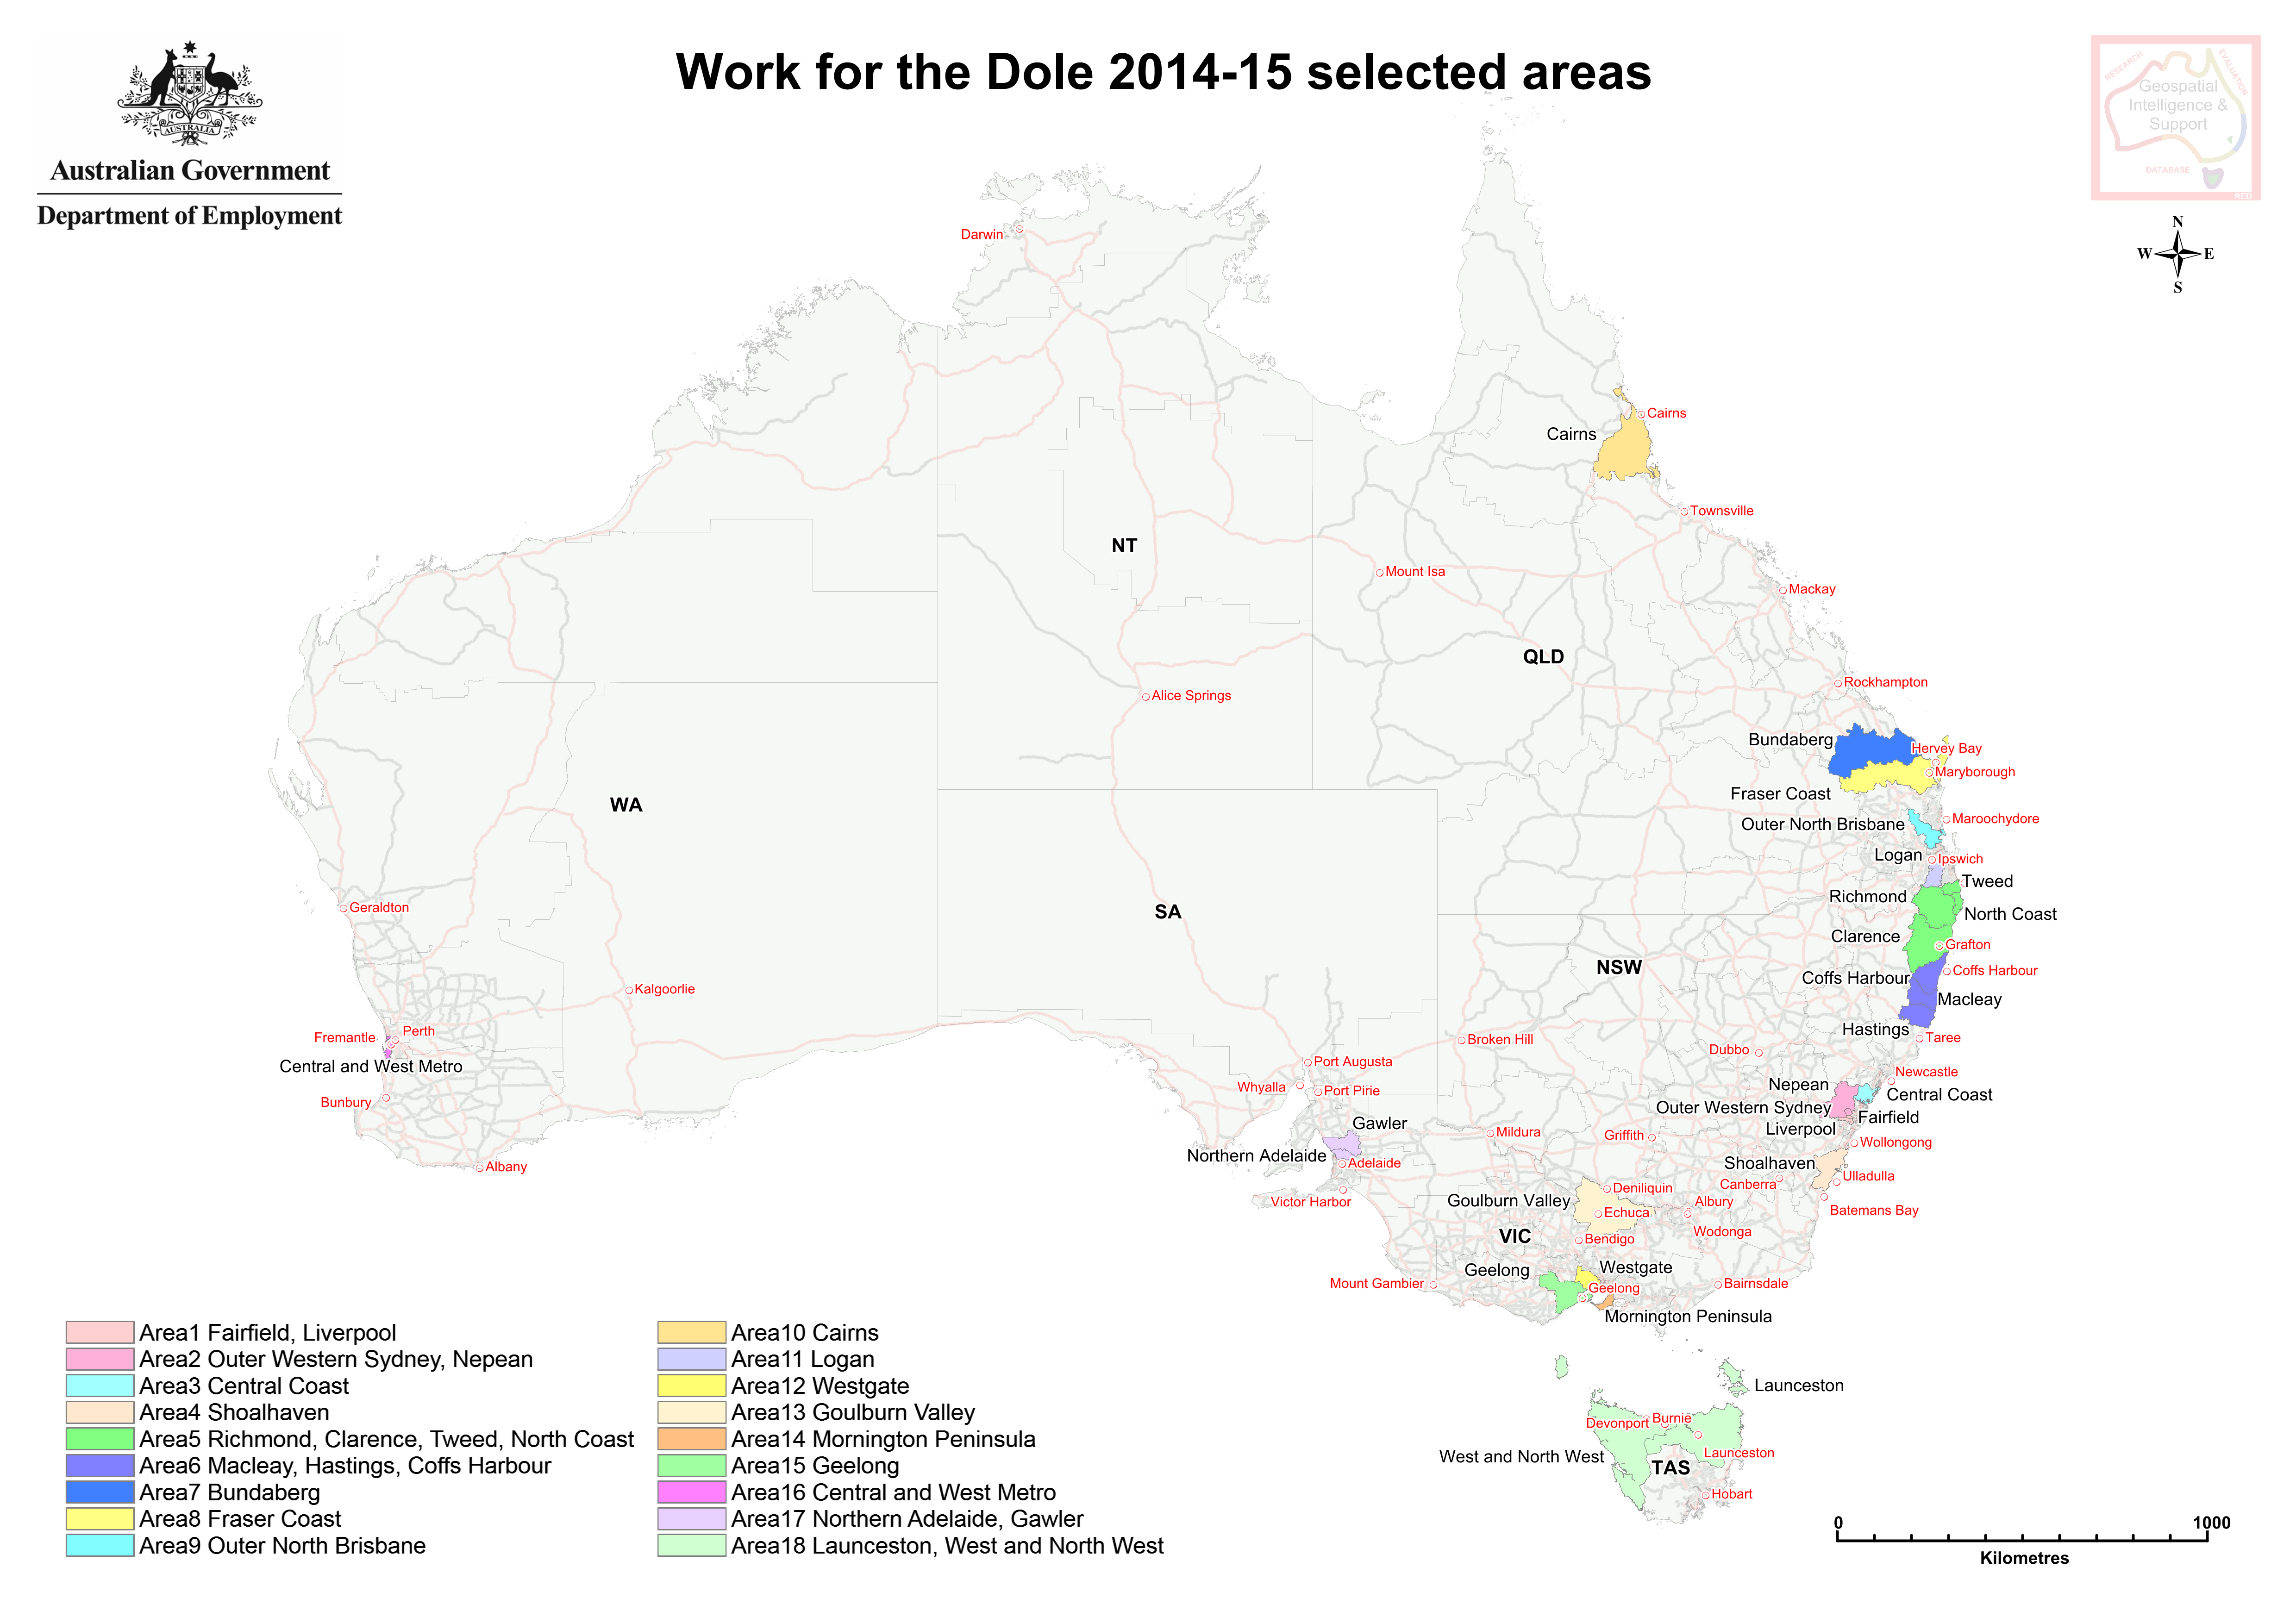 Work for the Dole 2014-15 selected areas
AUSTRALIA
Australian Government
Department of Employment
RESEARCH
EVALUATION
Geospatial
Intelligence &
Support
DATABASE
RED
N
W E
S
Darwin
Cairns
Cairns
Townsville
NT
Mount Isa
Mackay
QLD
Rockhampton
Alice Springs
Bundaberg
Hervey Bay
Maryborough
Fraser Coast
WA
Maroochydore
Outer North Brisbane
Logan
Ipswich
Tweed
Richmond
Geraldton
SA
North Coast
Clarence
Grafton
NSW
Coffs Harbour
Coffs Harbour
Kalgoorlie
Macleay
Hastings
Perth
Fremantle
Taree
Broken Hill
Dubbo
Central and West Metro
Port Augusta
Newcastle
Whyalla
Nepean
Port Pirie
Central Coast
Bunbury
Outer Western Sydney
Fairfield
Gawler
Liverpool
Mildura
Griffith
Wollongong
Northern Adelaide
Adelaide
Shoalhaven
Albany
Ulladulla
Canberra
Deniliquin
Goulburn Valley
Victor Harbor
Albury
Batemans Bay
Echuca
Wodonga
VIC
Bendigo
Westgate
Geelong
Mount Gambier
Geelong
Bairnsdale
Mornington Peninsula
Launceston
Burnie
Devonport
Launceston
West and North West
TAS
Hobart
Area1 Fairfield, Liverpool
Area2 Outer Western Sydney, Nepean
Area3 Central Coast
Area4 Shoalhaven
Area5 Richmond, Clarence, Tweed, North Coast
Area6 Macleay, Hastings, Coffs Harbour
Area7 Bundaberg
Area8 Fraser Coast
Area9 Outer North Brisbane
Area10 Cairns
Area11 Logan
Area12 Westgate
Area13 Goulburn Valley
Area14 Mornington Peninsula
Area15 Geelong
Area16 Central and West Metro
Area17 Northern Adelaide, Gawler
Area18 Launceston, West and North West
0 1000
Kilometres